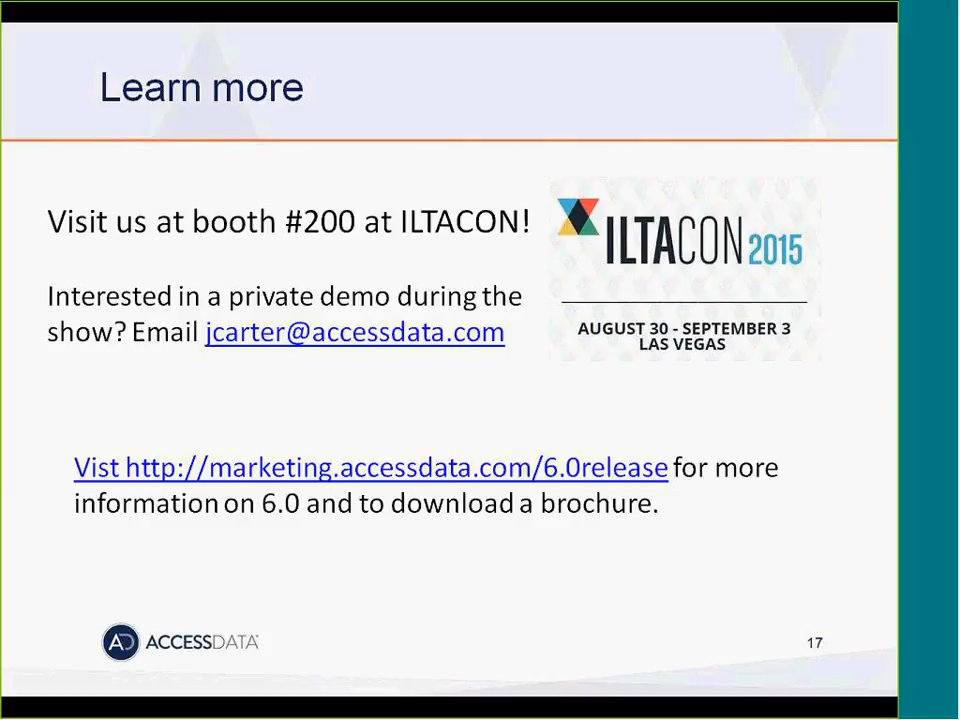 Learn more
Visit us at booth #200 at ILTACON!
Interested in a private demo during the
show? Email jcarter@accessdata.com
ILTACON 2015
AUGUST 30 - SEPTEMBER 3
LAS VEGAS
Vist http://marketing.accessdata.com/6.0release for more
information on 6.0 and to download a brochure.
AD ACCESSDATA
17